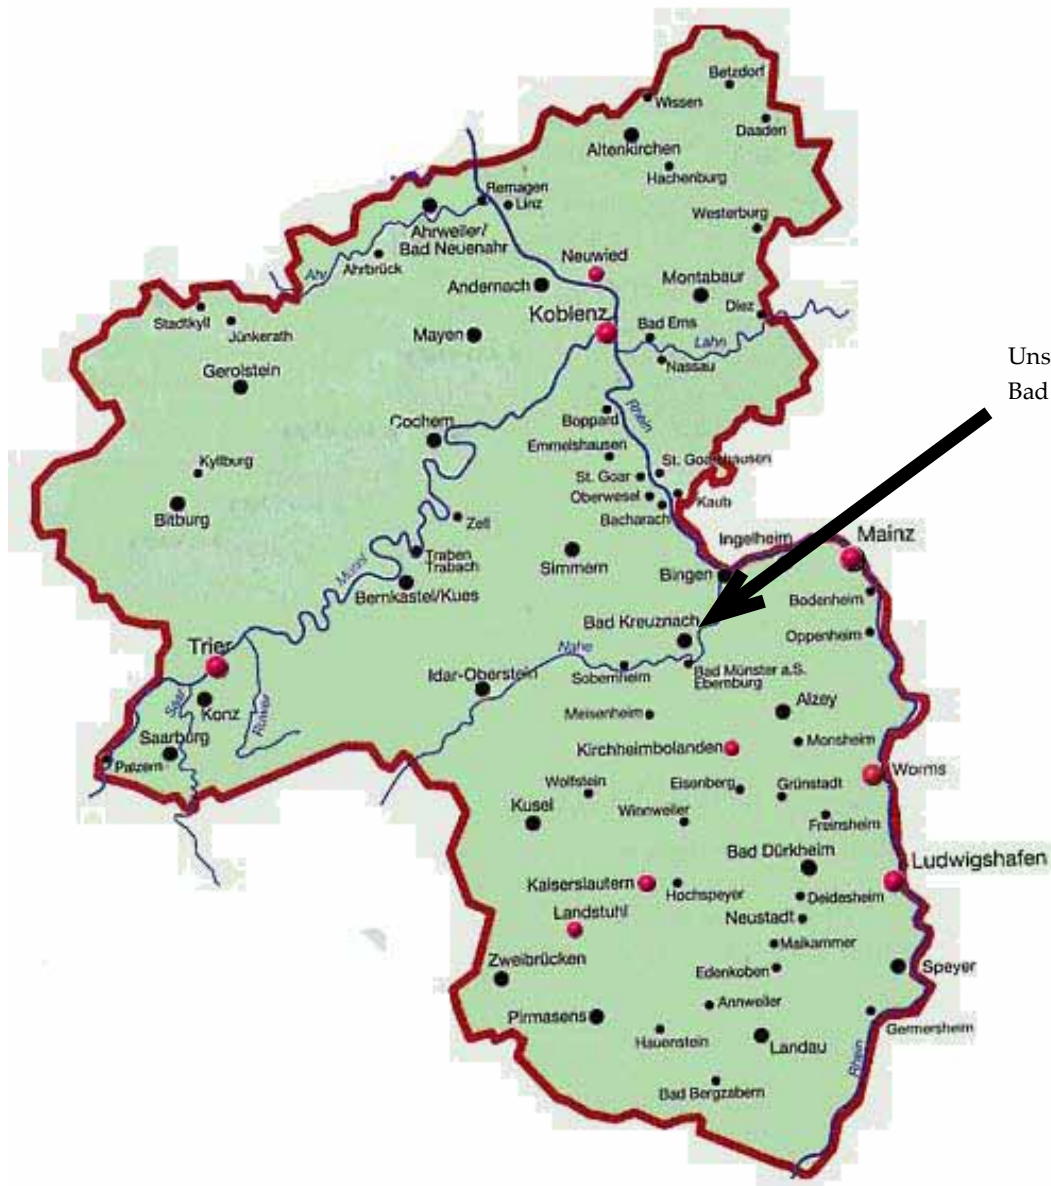 Betzdorf
Wissen
Daaden
Altenkirchen
Hachenburg
Remagen
Linz
Westerburg
Ahrweiler/
Bad Neuenahr
Ahrbrück
Ahr
Neuwied
Montabaur
Andernach
Diez
Stadtkyll
Jünkerath
Koblenz
Bad Ems
Mayen
Lahn
Nassau
Uns
Bad
Gerolstein
Rhein
Boppard
Cochem
Emmelshausen
Kyllburg
St. Goarshausen
St. Goar
Oberwesel
Kaub
Bacharach
Bitburg
Zell
Ingelheim
Mainz
Traben
Trabach
Simmern
Mosel
Bingen
Bernkastel/Kues
Bodenheim
Bad Kreuznach
Oppenheim
Trier
Nahe
Idar-Oberstein
Sobernheim
Bad Münster a.S.
Ebernburg
Saar
Konz
Ruwer
Alzey
Meisenheim
Saarburg
Kirchheimbolanden
Monsheim
Palzem
Worms
Wolfstein
Eisenberg
Grünstadt
Kusel
Winnweiler
Freinsheim
Bad Dürkheim
Ludwigshafen
Kaiserslautern
Hochspeyer
Deidesheim
Landstuhl
Neustadt
Maikammer
Zweibrücken
Edenkoben
Speyer
Annweiler
Pirmasens
Germersheim
Hauenstein
Landau
Rhein
Bad Bergzabern